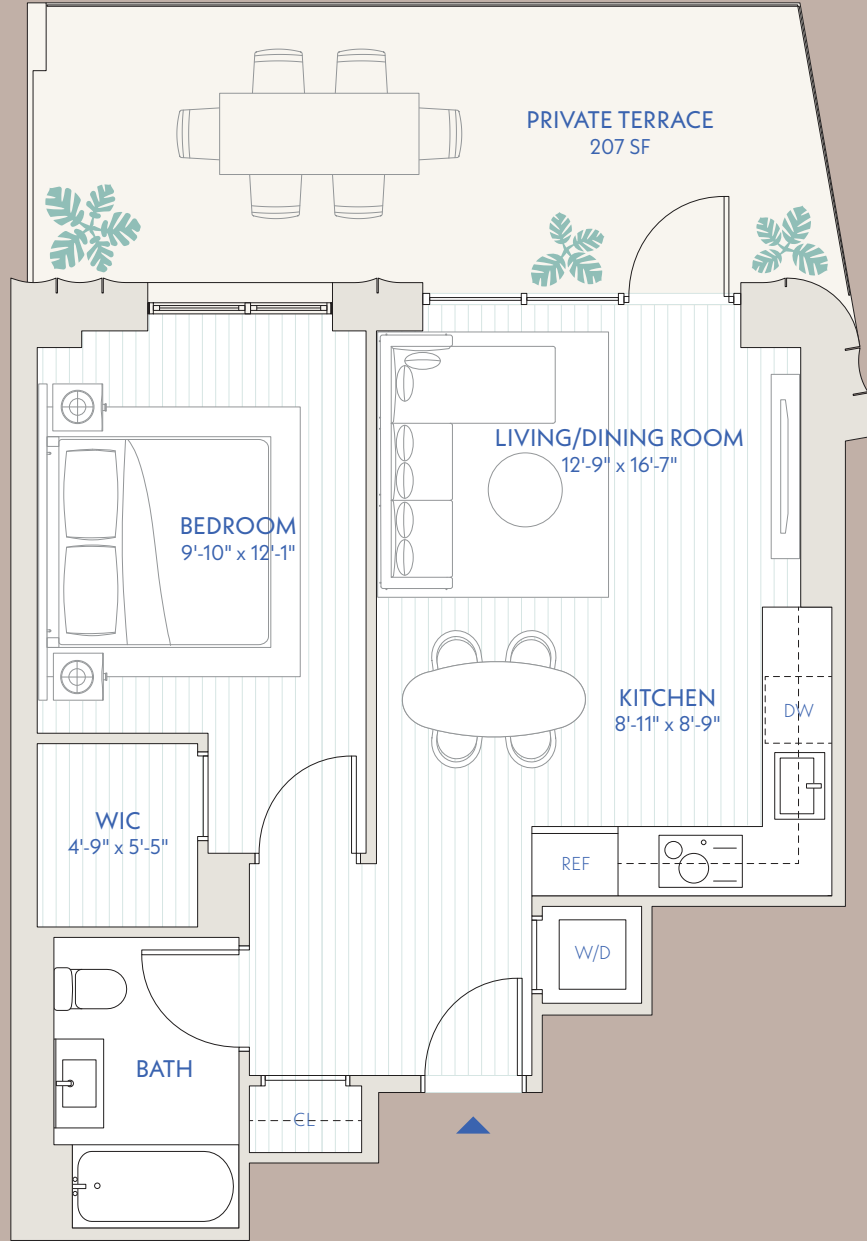 PRIVATE TERRACE
207 SF
LIVING/DINING ROOM
12'-9" x 16'-7"
BEDROOM
9'-10" x 12'-1"
KITCHEN
8'-11" x 8'-9"
DW
WIC
4'-9" x 5'-5"
REF
W/D
BATH
CL